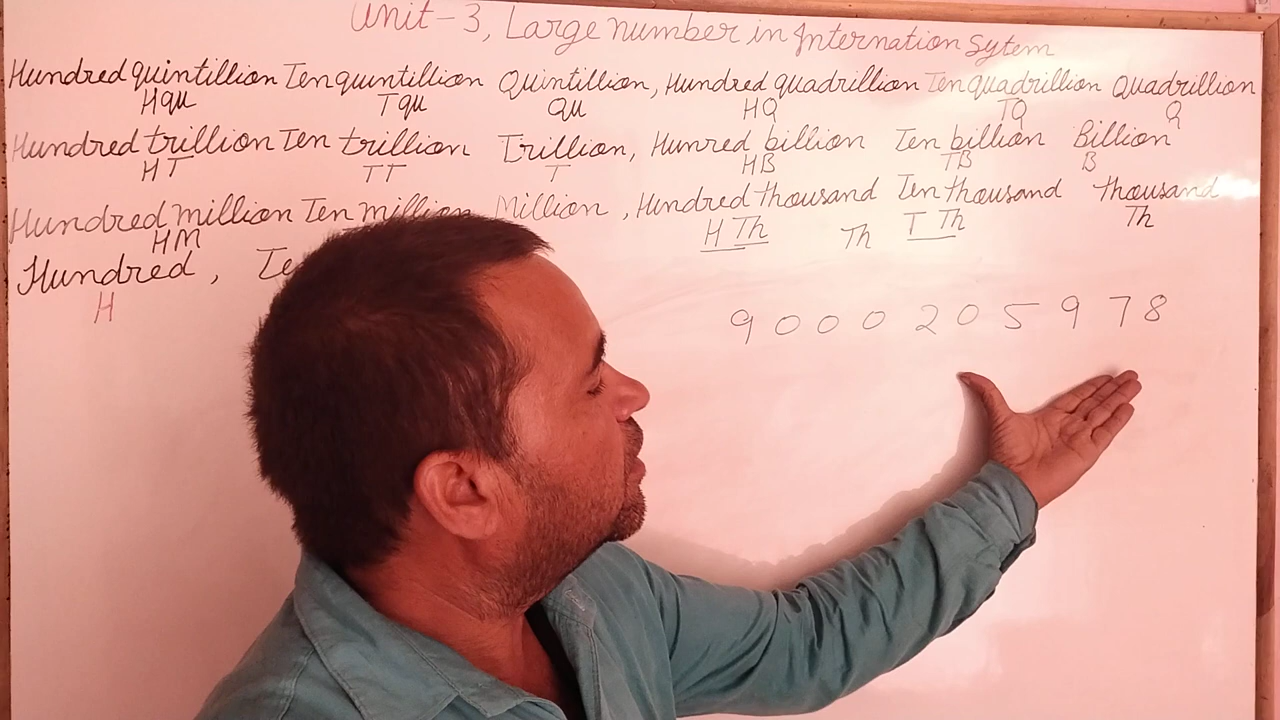 Unit-3, Large number in Internation Sytem
Hundred quintillion Ten quintillion Quintillion, Hundred quadrillion Ten quadrillion Quadrillion
Hqu Tqu Qu HQ TQ Q
Hundred trillion Ten trillion Trillion, Hunred billion Ten billion Billion
HT TT T HB TB B
Hundred million Ten million Million, Hundred thousand Ten thousand thousand
HM H Th Th T Th Th
Hundred,
H
9 0 0 0 2 0 5 9 7 8